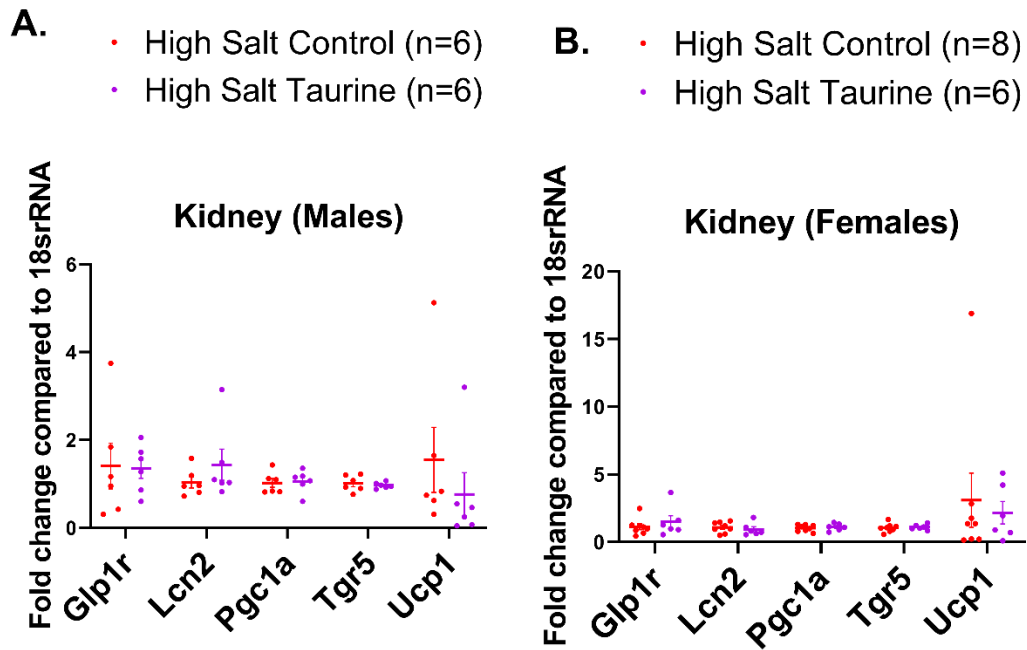 A.
High Salt Control (n=6)
High Salt Taurine (n=6)
Kidney (Males)
Fold change compared to 18srRNA
6
4
2
0
Glp1r
Lcn2
Pgc1a
Tgr5
Ucp1
B.
High Salt Control (n=8)
High Salt Taurine (n=6)
Kidney (Females)
Fold change compared to 18srRNA
20
15
10
5
0
Glp1r
Lcn2
Pgc1a
Tgr5
Ucp1